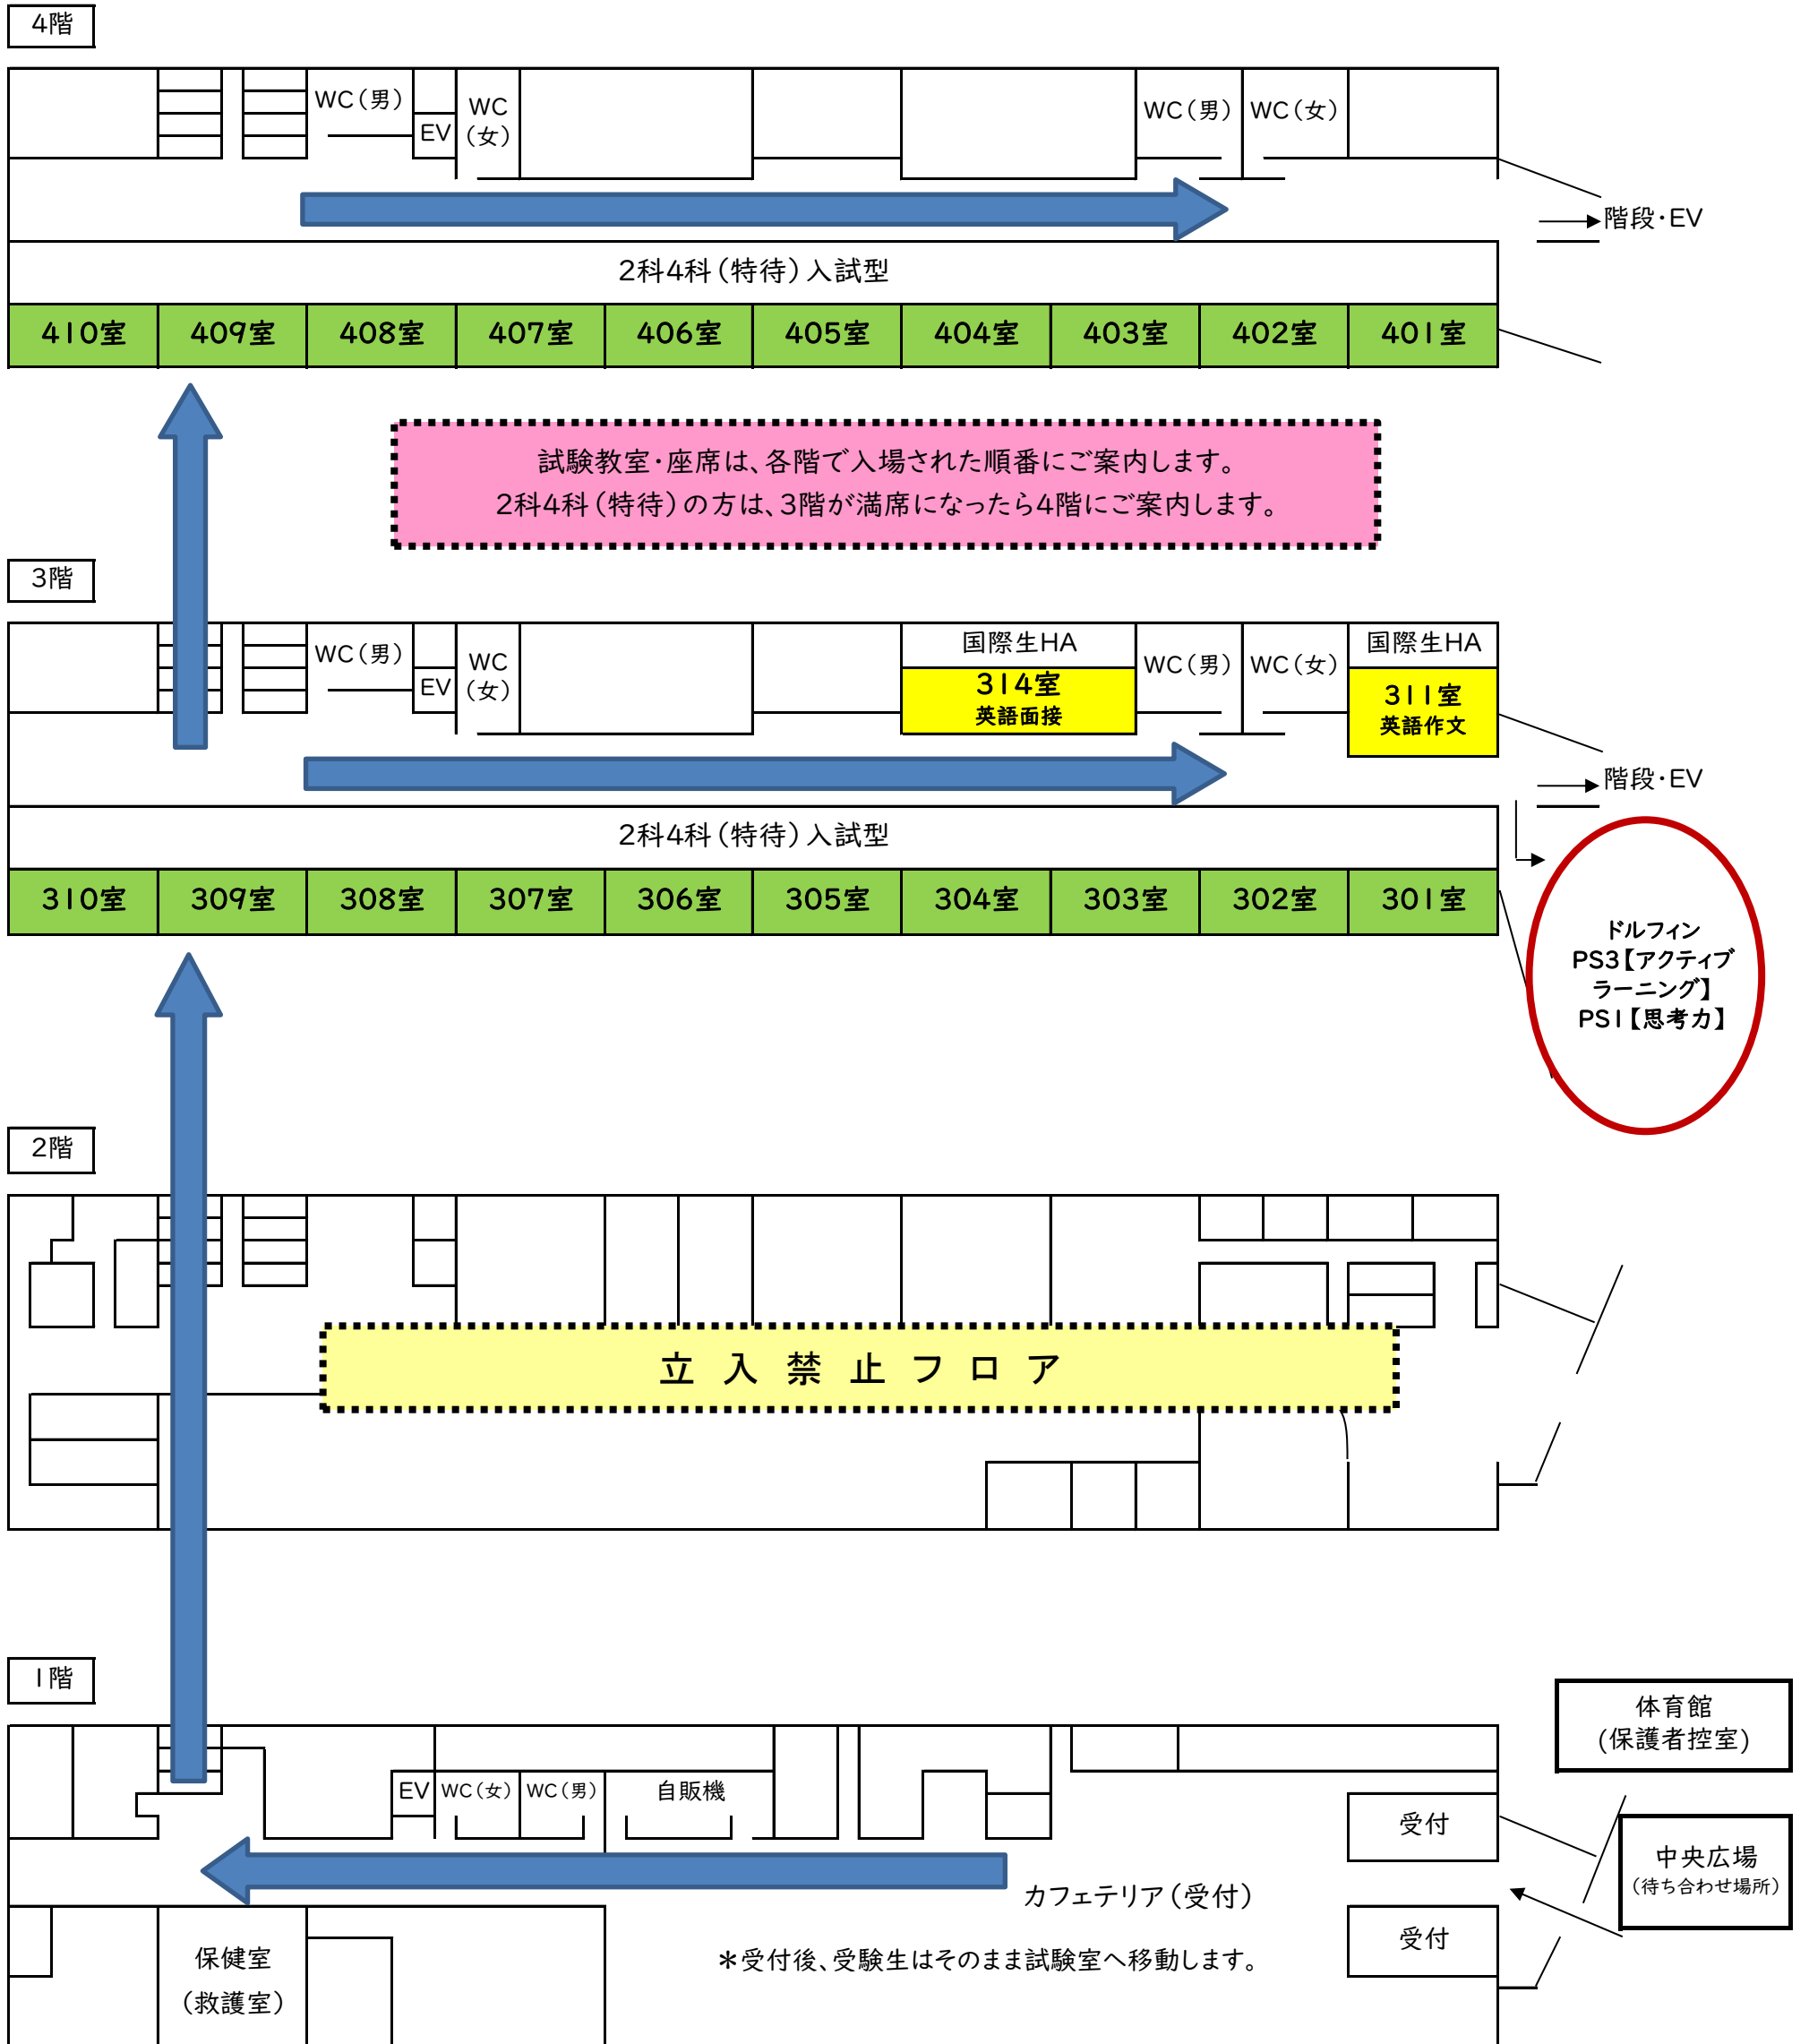 4階
WC(男)
EV
WC
(女)
WC(男)
WC(女)
階段・EV
2科4科(特待)入試型
410室
409室
408室
407室
406室
405室
404室
403室
402室
401室
試験教室・座席は、各階で入場された順番にご案内します。
2科4科(特待)の方は、3階が満席になったら4階にご案内します。
3階
WC(男)
EV
WC
(女)
国際生HA
314室
英語面接
WC(男)
WC(女)
国際生HA
311室
英語作文
階段・EV
2科4科(特待)入試型
310室
309室
308室
307室
306室
305室
304室
303室
302室
301室
ドルフィン
PS3【アクティブ
ラーニング】
PS1【思考力】
2階
立入禁止フロア
1階
体育館
(保護者控室)
EV
WC(女)
WC(男)
自販機
受付
中央広場
(待ち合わせ場所)
カフェテリア(受付)
受付
*受付後、受験生はそのまま試験室へ移動します。
保健室
(救護室)